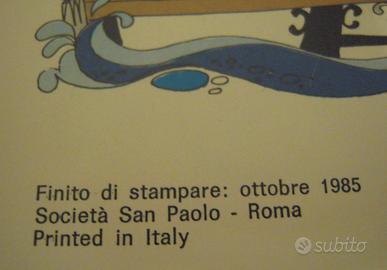 Finito di stampare: ottobre 1985
Società San Paolo - Roma
Printed in Italy
subito